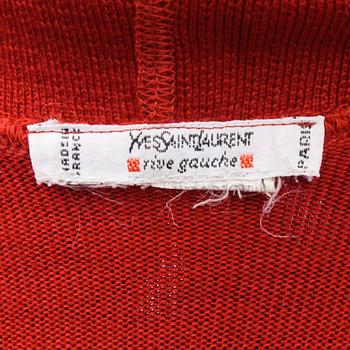 MADE IN
FRANCE
YVES SAINT LAURENT
rive gauche
PARIS